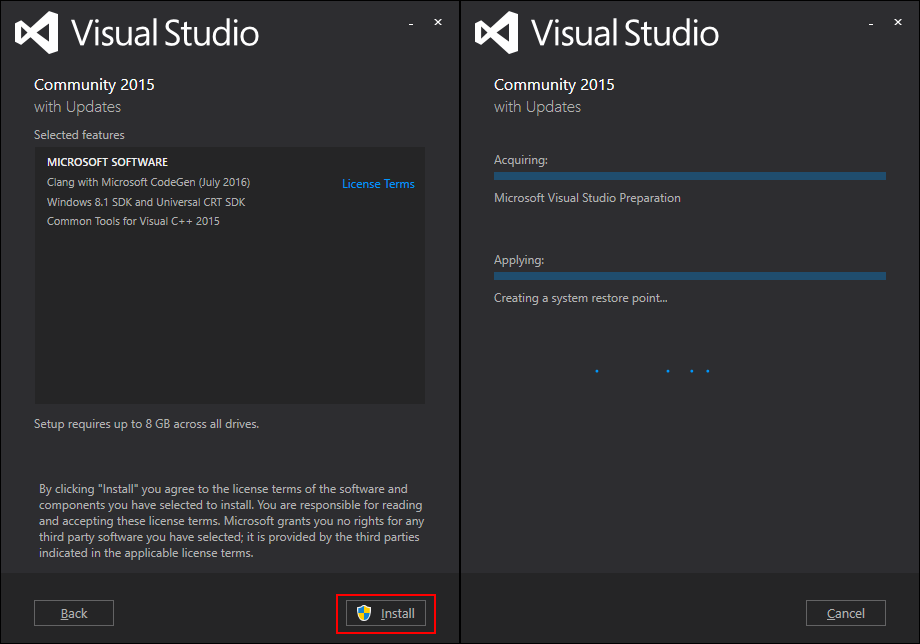 Visual Studio
Community 2015
with Updates
Selected features
MICROSOFT SOFTWARE
Clang with Microsoft CodeGen (July 2016)
License Terms
Windows 8.1 SDK and Universal CRT SDK
Common Tools for Visual C++ 2015
Setup requires up to 8 GB across all drives.
By clicking "Install" you agree to the license terms of the software and
components you have selected to install. You are responsible for reading
and accepting these license terms. Microsoft grants you no rights for any
third party software you have selected; it is provided by the third parties
indicated in the applicable license terms.
Back
Install
Visual Studio
Community 2015
with Updates
Acquiring:
Microsoft Visual Studio Preparation
Applying:
Creating a system restore point...
Cancel